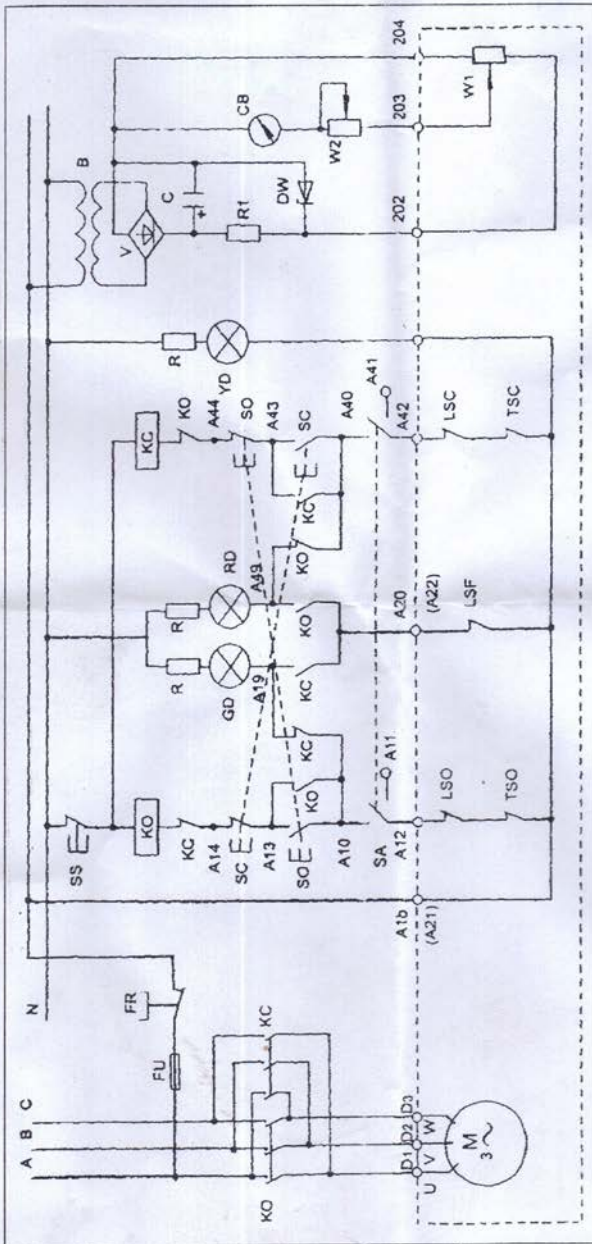 A B C
N
FU
FR
KO
KC
D1 D2 D3
U V W
M
3~
SS
KO
KC
A14
SC
A13
SO
KO
A10
SA
A11
A12
LSO
TSO
A1b
(A21)
R
R
GD
RD
A19
A49
KC
KC
KO
KO
A20
(A22)
LSF
KC
KO
A44
SO
A43
SC
KC
A40
A41
A42
LSC
TSC
R
YD
B
V
C
+
R1
DW
CB
W2
202
203
204
W1